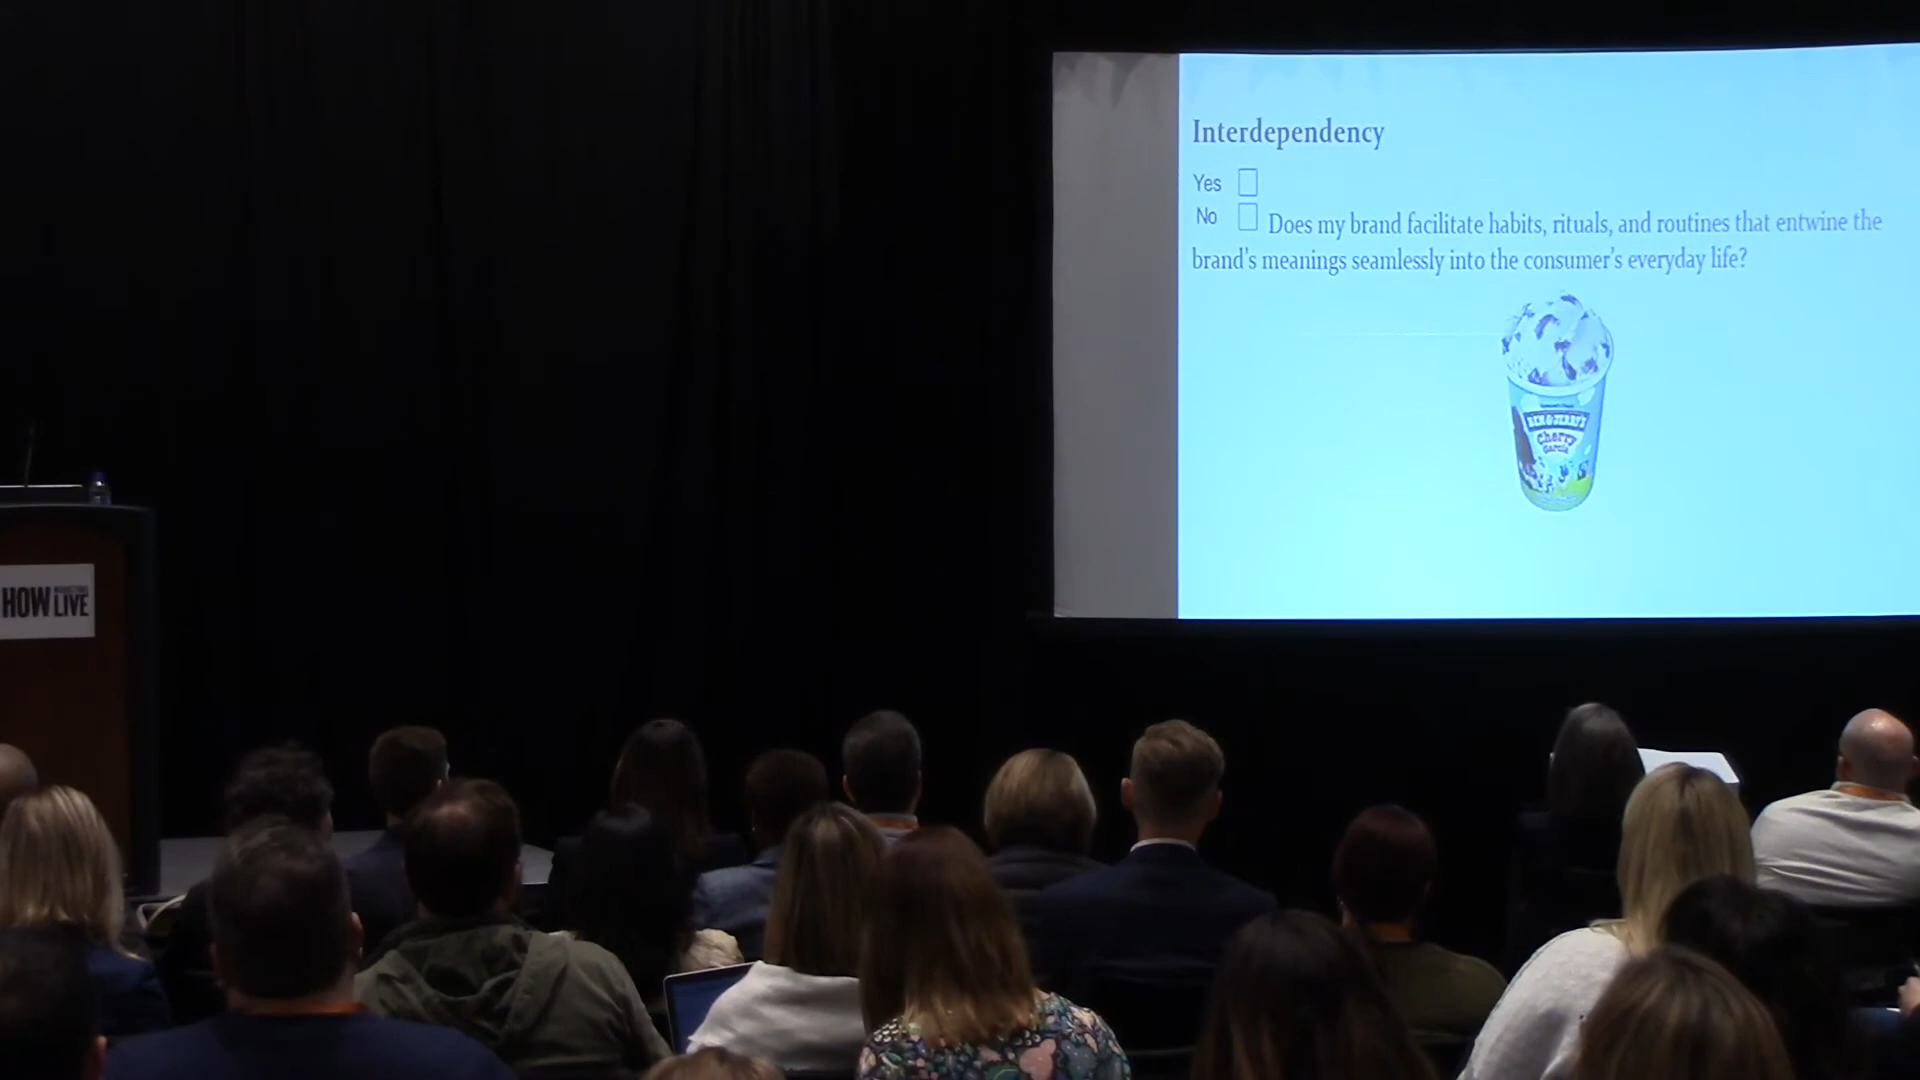 Interdependency
Yes
No Does my brand facilitate habits, rituals, and routines that entwine the
brand's meanings seamlessly into the consumer's everyday life?
BEN & JERRY'S
Cherry
Garcia
HOW LIVE